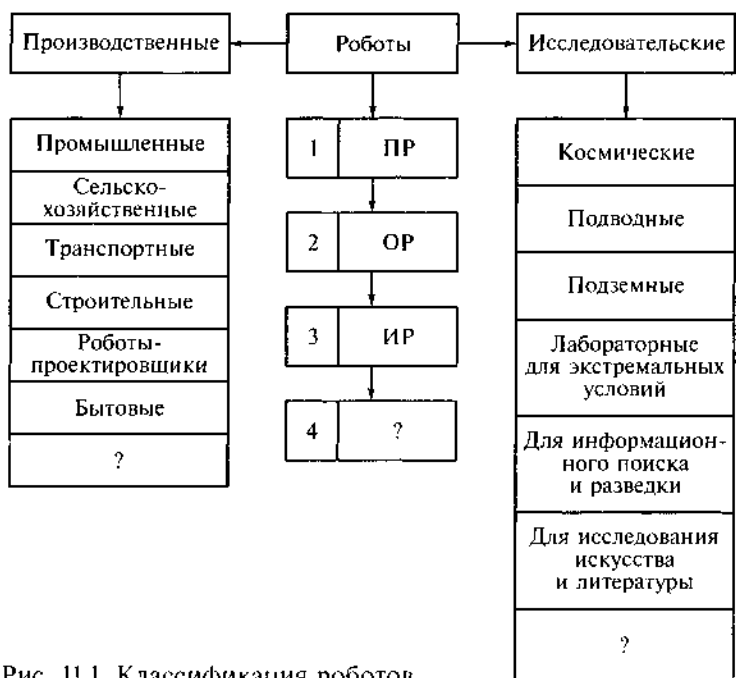 Производственные
Роботы
Исследовательские
Промышленные
Сельско-
хозяйственные
Транспортные
Строительные
Роботы-
проектировщики
Бытовые
?
1 ПР
2 ОР
3 ИР
4 ?
Космические
Подводные
Подземные
Лабораторные
для экстремальных
условий
Для информацион-
ного поиска
и разведки
Для исследования
искусства
и литературы
?
Рис. 11.1. Классификация роботов